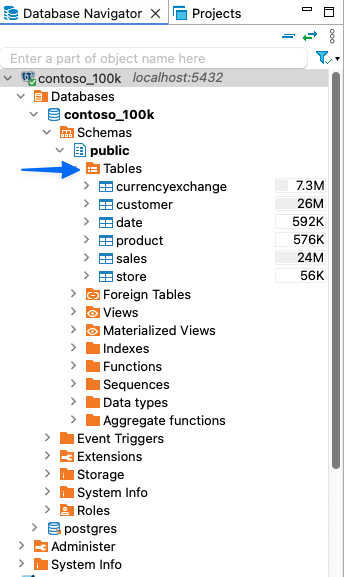 Database Navigator
Projects
Enter a part of object name here
contoso_100k localhost:5432
Databases
contoso_100k
Schemas
public
Tables
currencyexchange 7.3M
customer 26M
date 592K
product 576K
sales 24M
store 56K
Foreign Tables
Views
Materialized Views
Indexes
Functions
Sequences
Data types
Aggregate functions
Event Triggers
Extensions
Storage
System Info
Roles
postgres
Administer
System Info